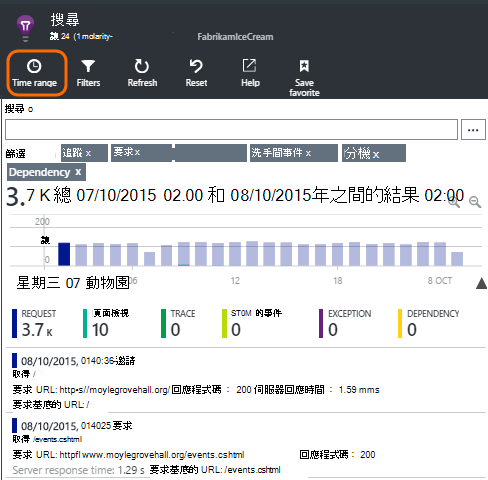 搜尋
讓 24 (1 molarity-
FabrikamIceCream
Time range Filters Refresh Reset Help Save favorite
搜尋 o
...
篩選 追蹤 x 要求 x 洗手間事件 x 分機 x
Dependency x
3.7 K 總 07/10/2015 02.00 和 08/10/2015年之間的結果 02:00
200
讓
0
星期三 07 動物園 06 12 18 8 OCT
REQUEST 頁面檢視 TRACE STOM 的事件 EXCEPTION DEPENDENCY
3.7 K 10 0 0 0 0
08/10/2015, 0140:36-邀請
取得 /
要求 URL: http•s//moylegrovehall.org/ 回應程式碼： 200 伺服器回應時間： 1.59 mms
要求基底的 URL: /
08/10/2015, 014025 要求
取得 /events.cshtml
要求 URL: httpf| www.moylegrovehall.org/events.cshtml 回應程式碼： 200
Server response time: 1.29 s 要求基底的 URL: /events.cshtml